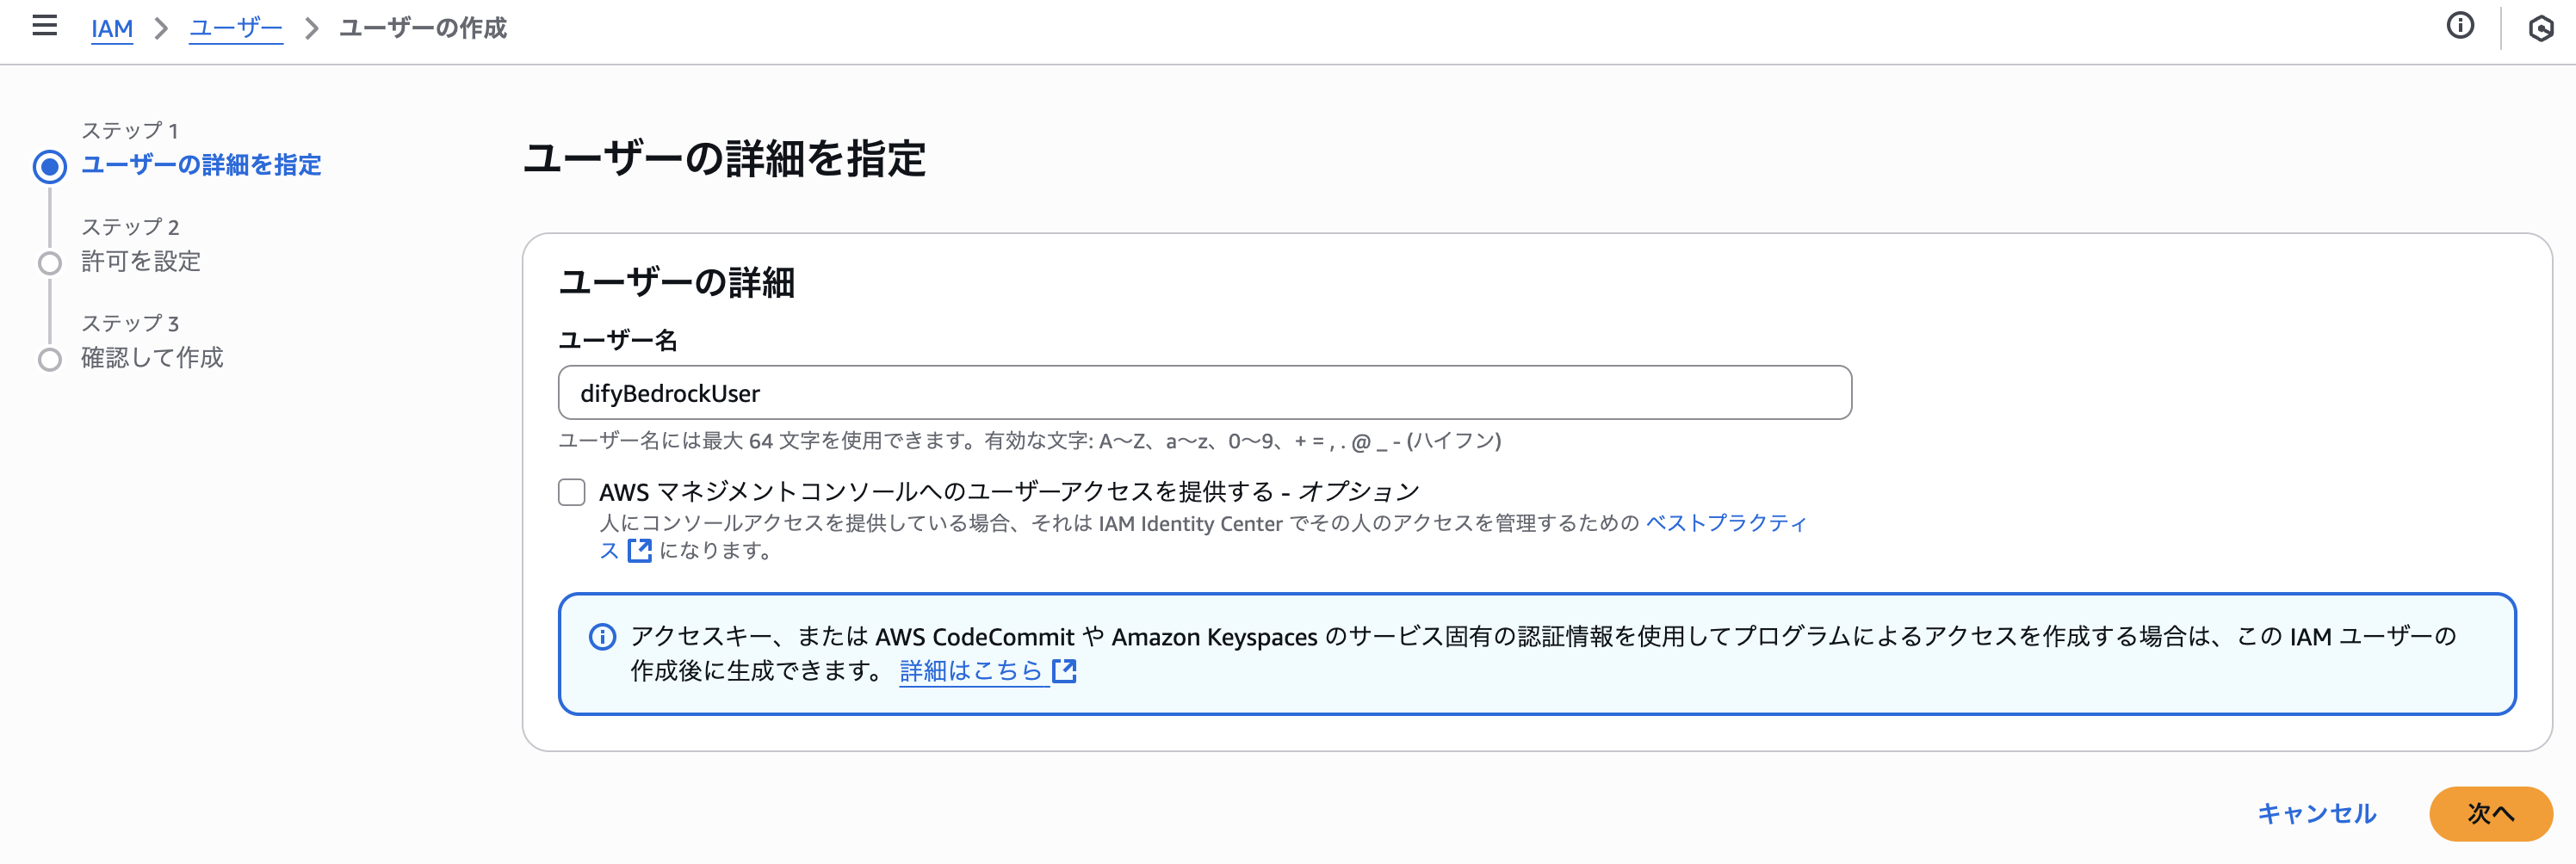 IAM > ユーザー > ユーザーの作成
ステップ 1
ユーザーの詳細を指定
ステップ 2
許可を設定
ステップ 3
確認して作成
ユーザーの詳細を指定
ユーザーの詳細
ユーザー名
difyBedrockUser
ユーザー名には最大 64 文字を使用できます。有効な文字: A～Z、a～z、0～9、+ = , . @ _ - (ハイフン)
AWS マネジメントコンソールへのユーザーアクセスを提供する - オプション
人にコンソールアクセスを提供している場合、それは IAM Identity Center でその人のアクセスを管理するための ベストプラクティ
ス になります。
アクセスキー、または AWS CodeCommit や Amazon Keyspaces のサービス固有の認証情報を使用してプログラムによるアクセスを作成する場合は、この IAM ユーザーの
作成後に生成できます。 詳細はこちら
キャンセル
次へ